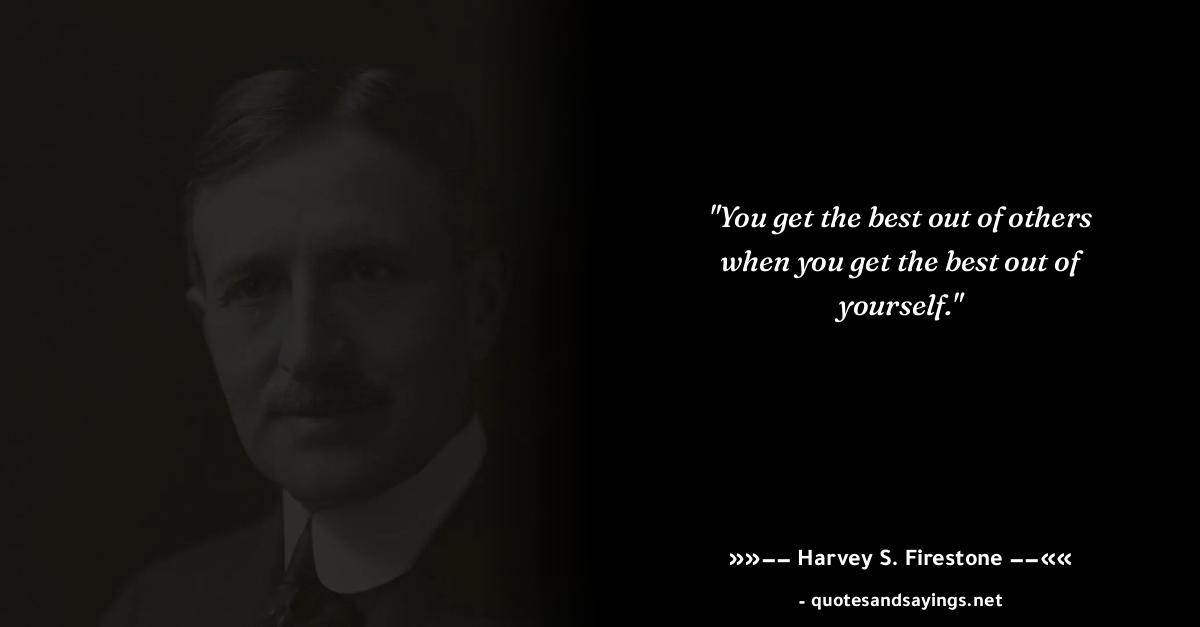 "You get the best out of others
when you get the best out of
yourself."
»»−− Harvey S. Firestone −−««
- quotesandsayings.net